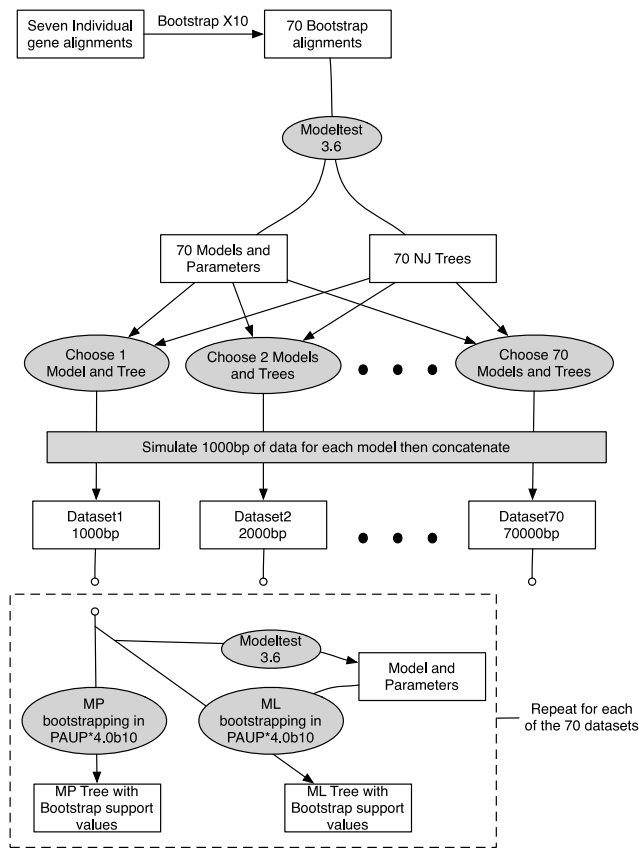 Seven Individual
gene alignments
Bootstrap X10
70 Bootstrap
alignments
Modeltest
3.6
70 Models and
Parameters
70 NJ Trees
Choose 1
Model and Tree
Choose 2 Models
and Trees
Choose 70
Models and Trees
Simulate 1000bp of data for each model then concatenate
Dataset1
1000bp
Dataset2
2000bp
Dataset70
70000bp
Modeltest
3.6
Model and
Parameters
MP
bootstrapping in
PAUP*4.0b10
ML
bootstrapping in
PAUP*4.0b10
Repeat for each
of the 70 datasets
MP Tree with
Bootstrap support
values
ML Tree with
Bootstrap support
values